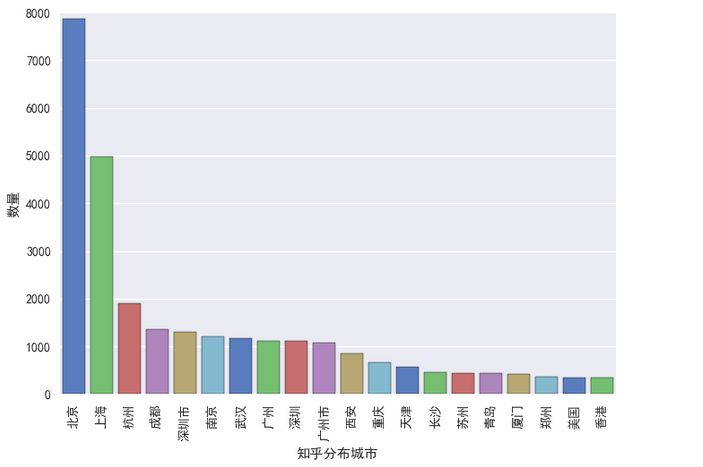 8000
7000
6000
5000
4000
3000
2000
1000
0
数量
北京
上海
杭州
成都
深圳市
南京
武汉
广州
深圳
广州市
西安
重庆
天津
长沙
苏州
青岛
厦门
郑州
美国
香港
知乎分布城市